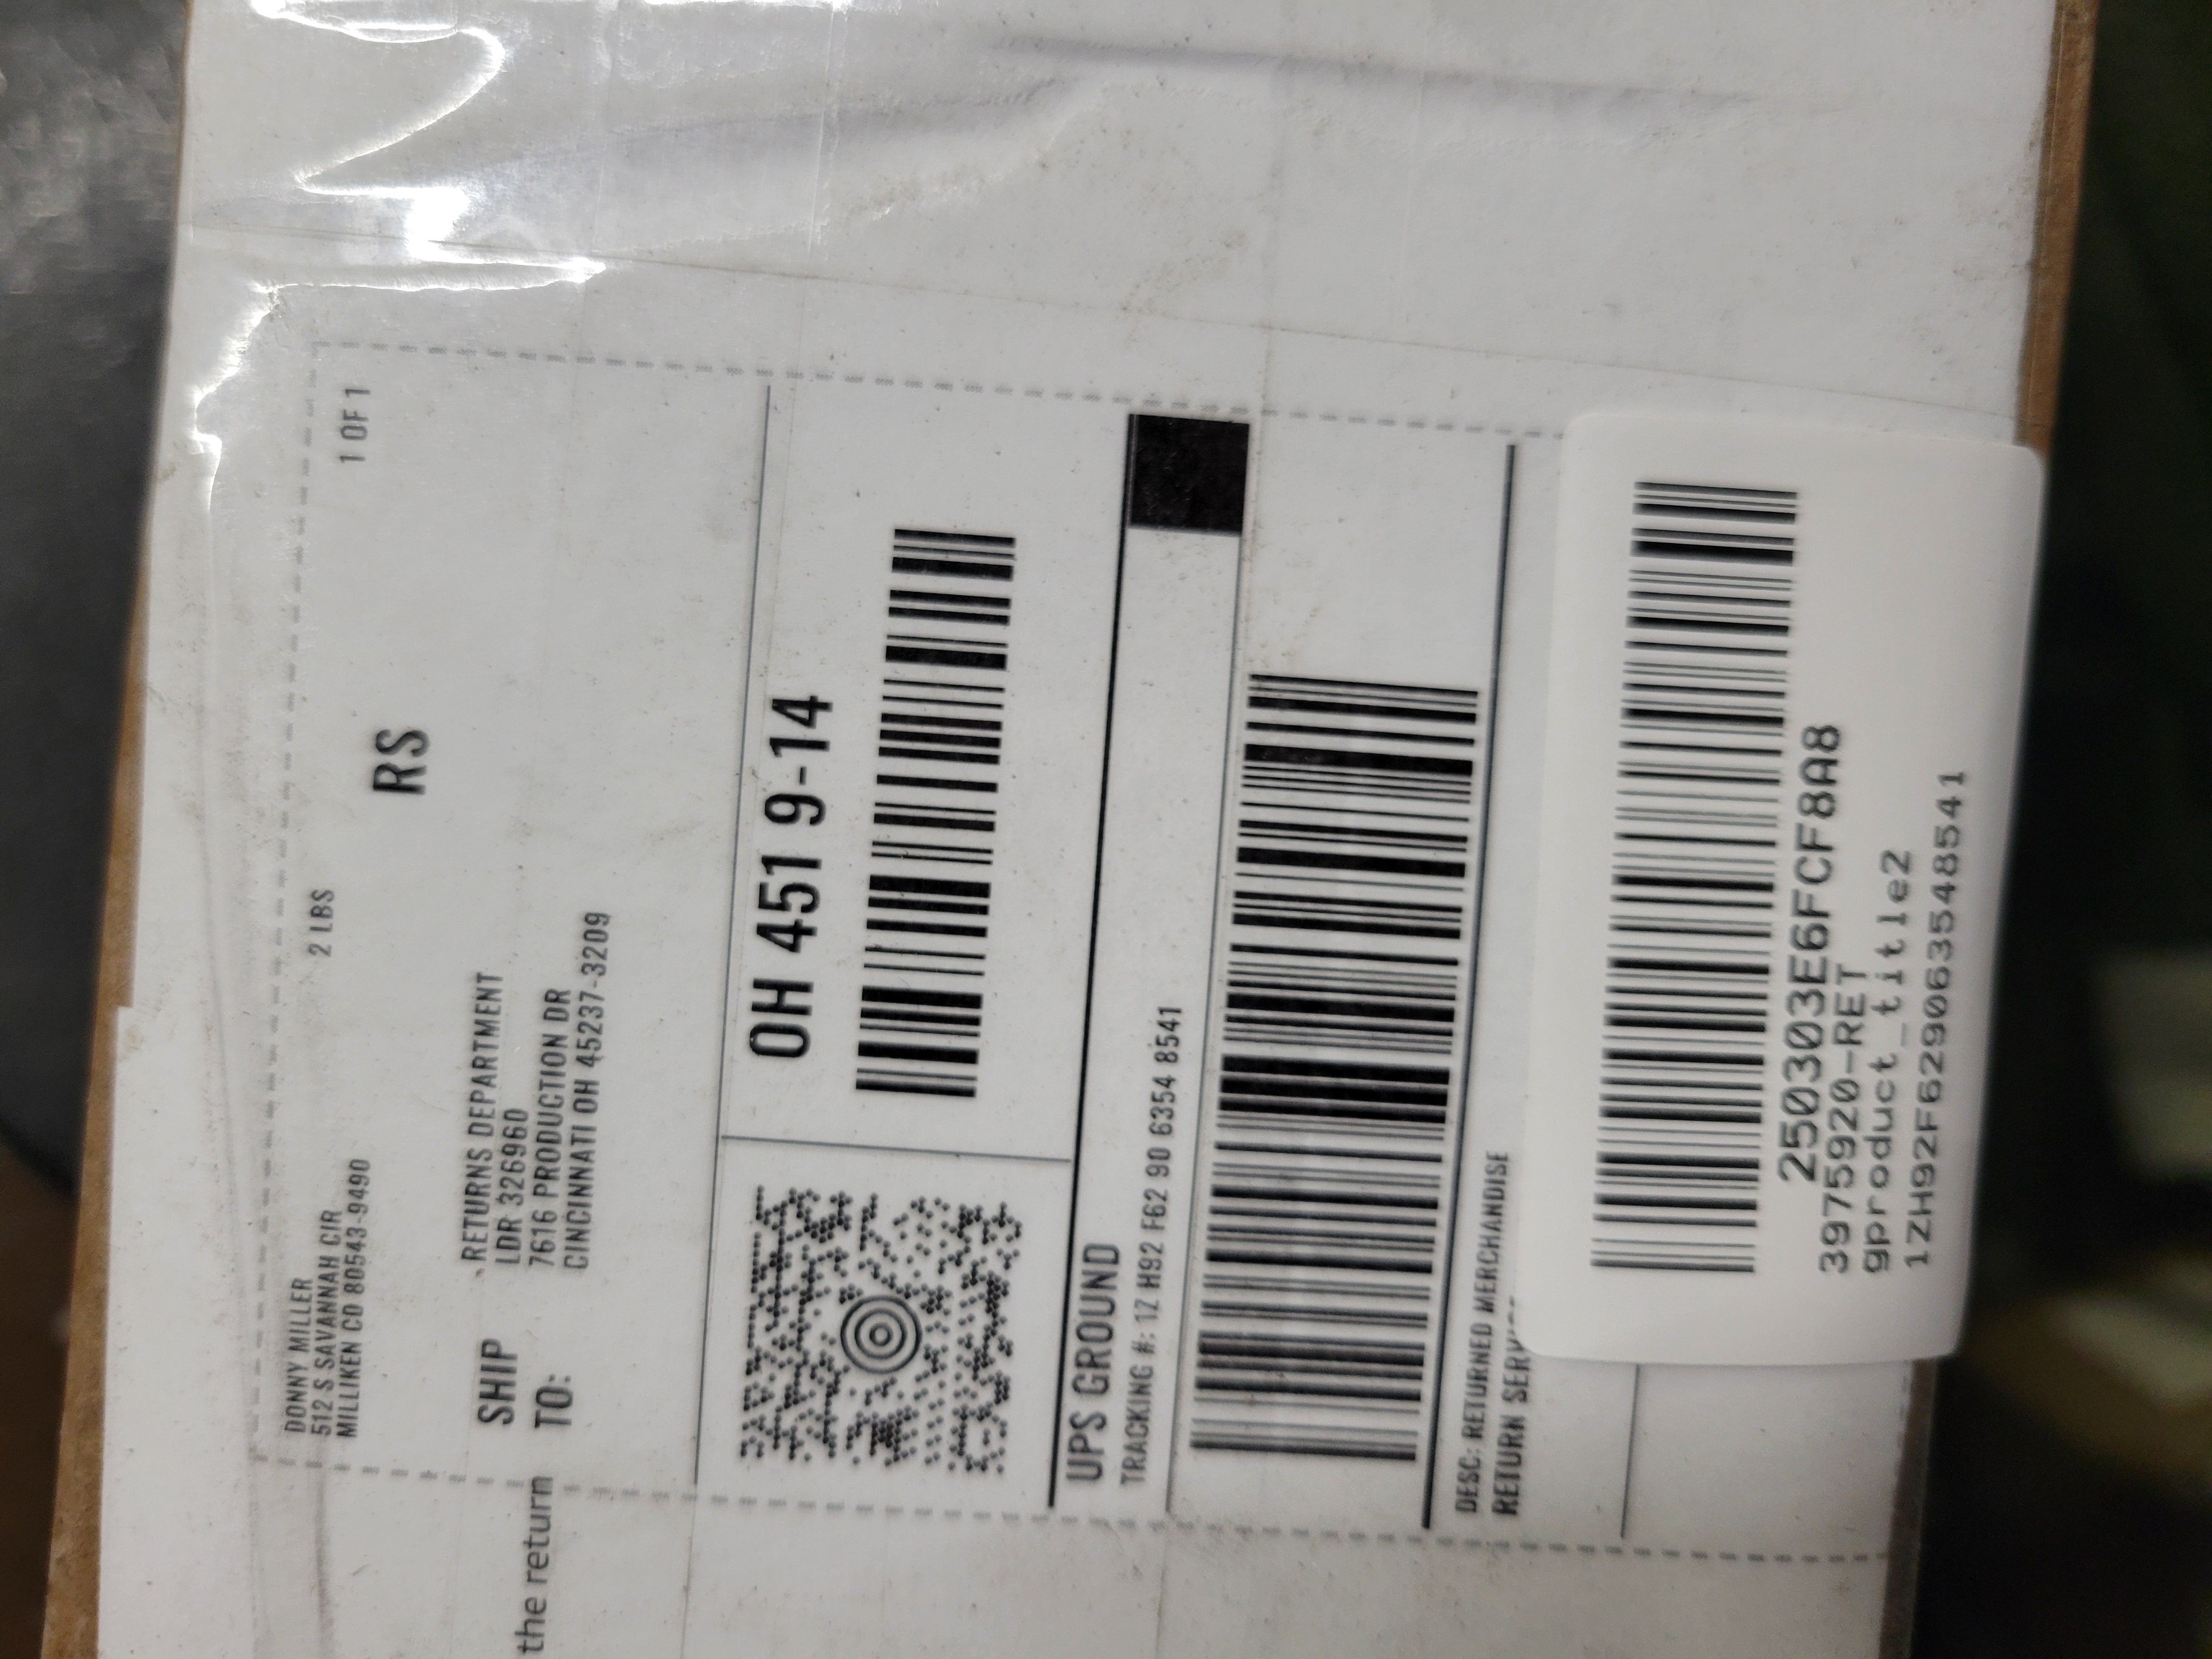 DONNY MILLER
512 S SAVANNAH CIR
MILLIKEN CO 80543-9490
2 LBS
1 OF 1
RS
SHIP
TO:
RETURNS DEPARTMENT
LDR 326960
7616 PRODUCTION DR
CINCINNATI OH 45237-3209
the return
OH 451 9-14
UPS GROUND
TRACKING #: 1Z H92 F62 90 6354 8541
DESC: RETURNED MERCHANDISE
RETURN
250303E6FCF8A8
3975920-RET
gproduct_title2
1ZH92F629063548541